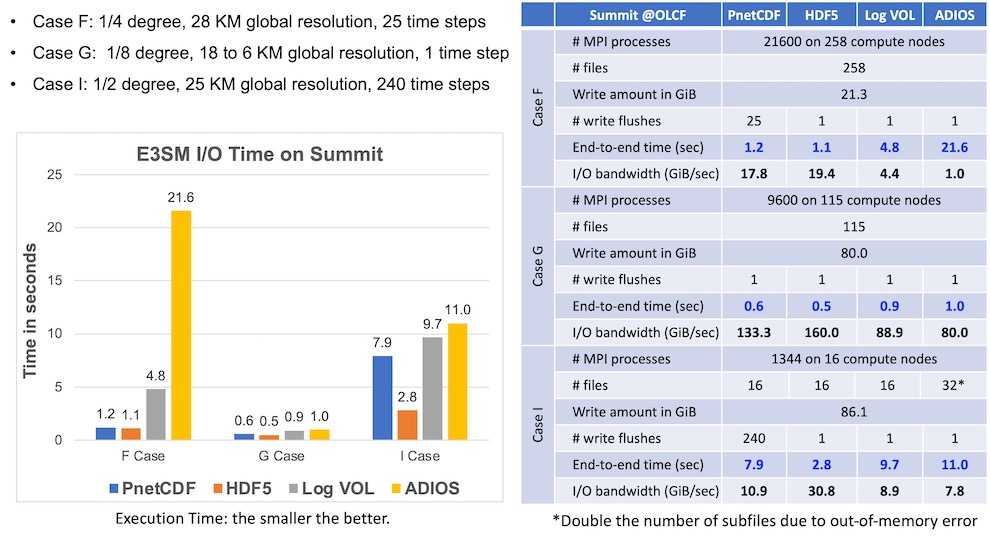 • Case F: 1/4 degree, 28 KM global resolution, 25 time steps
• Case G: 1/8 degree, 18 to 6 KM global resolution, 1 time step
• Case I: 1/2 degree, 25 KM global resolution, 240 time steps
E3SM I/O Time on Summit
Time in seconds
25
20
15
10
5
0
1.2 1.1 4.8 21.6
0.6 0.5 0.9 1.0
7.9 2.8 9.7 11.0
F Case G Case I Case
PnetCDF HDF5 Log VOL ADIOS
Execution Time: the smaller the better.
Summit @OLCF PnetCDF HDF5 Log VOL ADIOS
Case F
# MPI processes 21600 on 258 compute nodes
# files 258
Write amount in GiB 21.3
# write flushes 25 1 1 1
End-to-end time (sec) 1.2 1.1 4.8 21.6
I/O bandwidth (GiB/sec) 17.8 19.4 4.4 1.0
Case G
# MPI processes 9600 on 115 compute nodes
# files 115
Write amount in GiB 80.0
# write flushes 1 1 1 1
End-to-end time (sec) 0.6 0.5 0.9 1.0
I/O bandwidth (GiB/sec) 133.3 160.0 88.9 80.0
Case I
# MPI processes 1344 on 16 compute nodes
# files 16 16 16 32*
Write amount in GiB 86.1
# write flushes 240 1 1 1
End-to-end time (sec) 7.9 2.8 9.7 11.0
I/O bandwidth (GiB/sec) 10.9 30.8 8.9 7.8
*Double the number of subfiles due to out-of-memory error